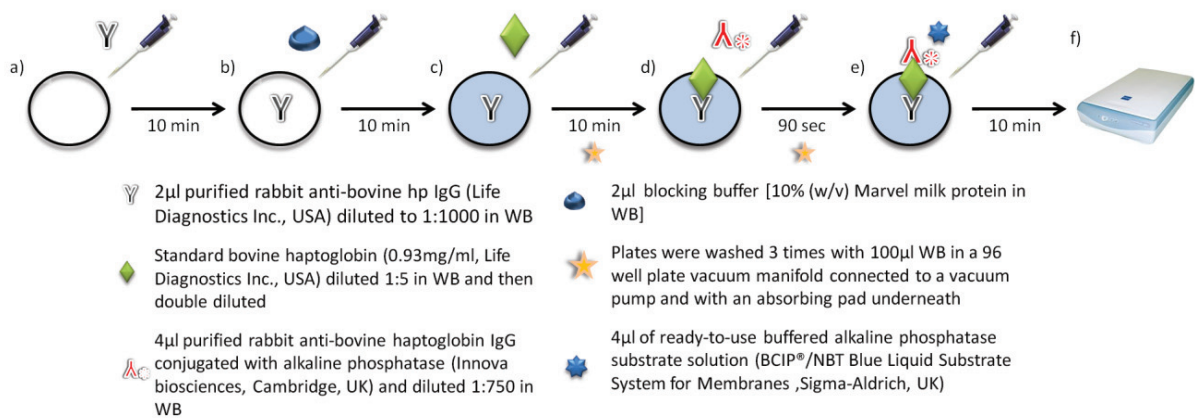 a)
b)
c)
d)
e)
f)
10 min
10 min
10 min
90 sec
10 min
2µl purified rabbit anti-bovine hp IgG (Life
Diagnostics Inc., USA) diluted to 1:1000 in WB
Standard bovine haptoglobin (0.93mg/ml, Life
Diagnostics Inc., USA) diluted 1:5 in WB and then
double diluted
4µl purified rabbit anti-bovine haptoglobin IgG
conjugated with alkaline phosphatase (Innova
biosciences, Cambridge, UK) and diluted 1:750 in
WB
2µl blocking buffer [10% (w/v) Marvel milk protein in
WB]
Plates were washed 3 times with 100µl WB in a 96
well plate vacuum manifold connected to a vacuum
pump and with an absorbing pad underneath
4µl of ready-to-use buffered alkaline phosphatase
substrate solution (BCIP®/NBT Blue Liquid Substrate
System for Membranes ,Sigma-Aldrich, UK)